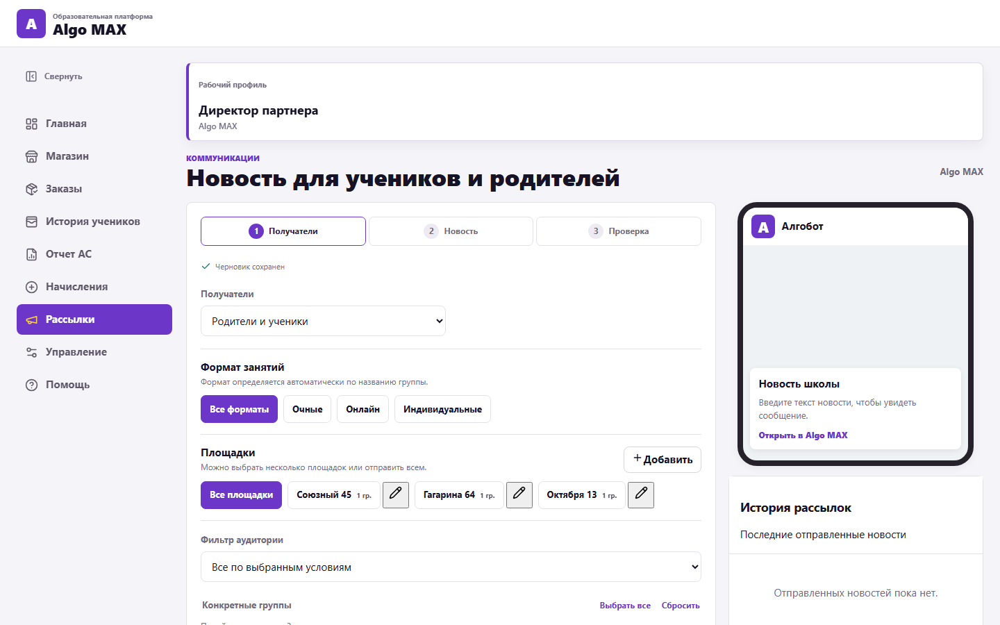 A
Образовательная платформа
Algo MAX
Свернуть
Главная
Магазин
Заказы
История учеников
Отчет АС
Начисления
Рассылки
Управление
Помощь
Рабочий профиль
Директор партнера
Algo MAX
КОММУНИКАЦИИ
Новость для учеников и родителей
Algo MAX
1 Получатели
2 Новость
3 Проверка
Черновик сохранен
Получатели
Родители и ученики
Формат занятий
Формат определяется автоматически по названию группы.
Все форматы
Очные
Онлайн
Индивидуальные
Площадки
Можно выбрать несколько площадок или отправить всем.
+ Добавить
Все площадки
Союзный 45 1 гр.
Гагарина 64 1 гр.
Октября 13 1 гр.
Фильтр аудитории
Все по выбранным условиям
Конкретные группы
Выбрать все
Сбросить
A
Алгобот
Новость школы
Введите текст новости, чтобы увидеть
сообщение.
Открыть в Algo MAX
История рассылок
Последние отправленные новости
Отправленных новостей пока нет.